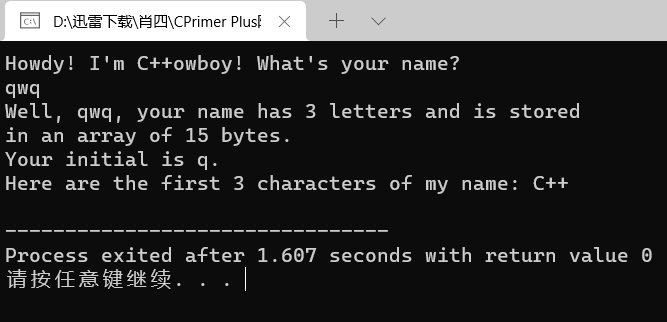 D:\迅雷下载\肖四\CPrimer Plus
Howdy! I'm C++owboy! What's your name?
qwq
Well, qwq, your name has 3 letters and is stored
in an array of 15 bytes.
Your initial is q.
Here are the first 3 characters of my name: C++
--------------------------------
Process exited after 1.607 seconds with return value 0
请按任意键继续. . .